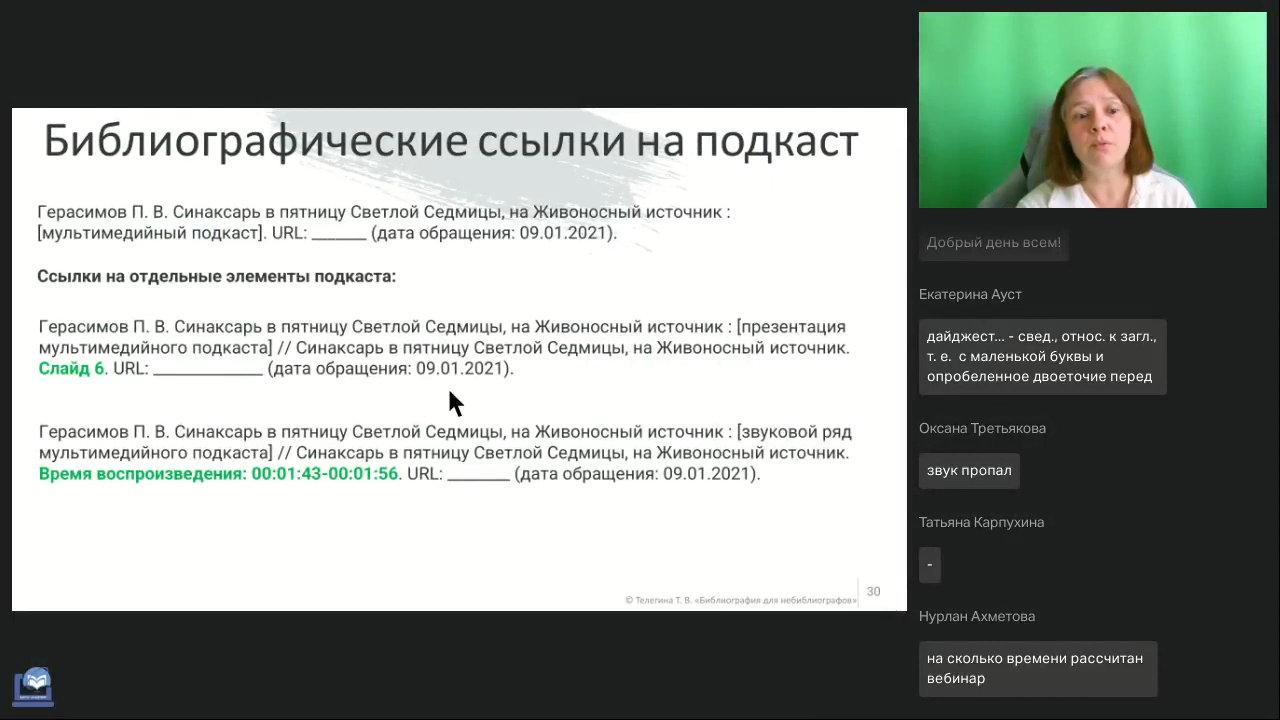 Библиографические ссылки на подкаст
Герасимов П. В. Синаксарь в пятницу Светлой Седмицы, на Живоносный источник :
[мультимедийный подкаст]. URL: ______ (дата обращения: 09.01.2021).
Ссылки на отдельные элементы подкаста:
Герасимов П. В. Синаксарь в пятницу Светлой Седмицы, на Живоносный источник : [презентация
мультимедийного подкаста] // Синаксарь в пятницу Светлой Седмицы, на Живоносный источник.
Слайд 6. URL: ____________ (дата обращения: 09.01.2021).
Герасимов П. В. Синаксарь в пятницу Светлой Седмицы, на Живоносный источник : [звуковой ряд
мультимедийного подкаста] // Синаксарь в пятницу Светлой Седмицы, на Живоносный источник.
Время воспроизведения: 00:01:43-00:01:56. URL: _______ (дата обращения: 09.01.2021).
© Телегина Т. В. «Библиография для небиблиографов»
30
Добрый день всем!
Екатерина Ауст
дайджест... - свед., относ. к загл.,
т. е. с маленькой буквы и
опробеленное двоеточие перед
Оксана Третьякова
звук пропал
Татьяна Карпухина
-
Нурлан Ахметова
на сколько времени рассчитан
вебинар